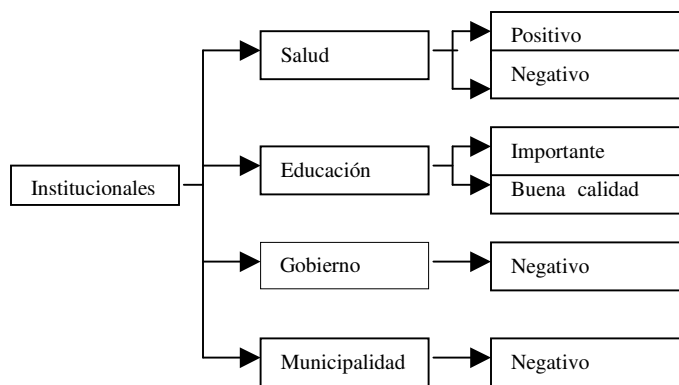 Positivo
Salud
Negativo
Importante
Educación
Institucionales
Buena calidad
Gobierno
Negativo
Municipalidad
Negativo